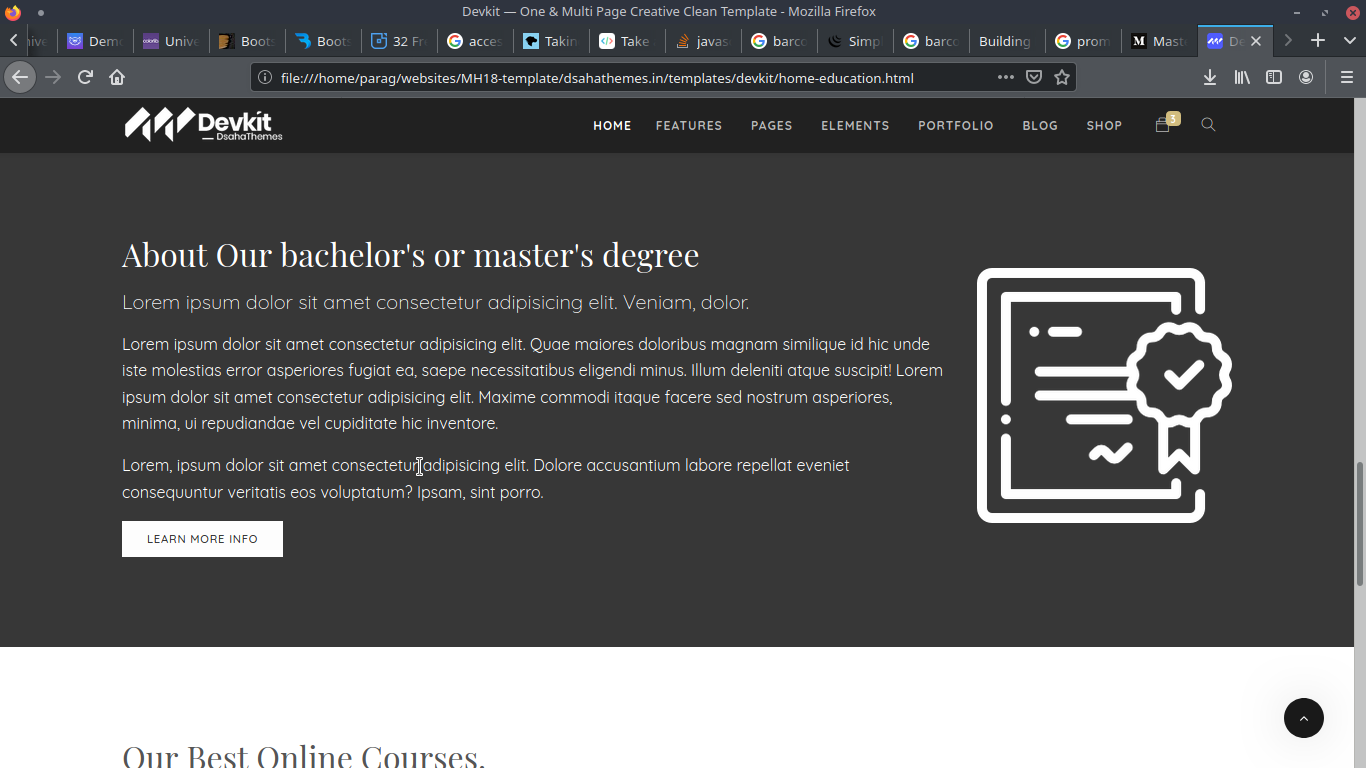 Devkit — One & Multi Page Creative Clean Template - Mozilla Firefox
Demo
Unive
Boots
Boots
32 Fr
acces
Takin
Take
javas
barco
Simp
barco
Building
prom
Mast
De
file:///home/parag/websites/MH18-template/dsahathemes.in/templates/devkit/home-education.html
Devkit
DsahaThemes
HOME FEATURES PAGES ELEMENTS PORTFOLIO BLOG SHOP 3
About Our bachelor's or master's degree
Lorem ipsum dolor sit amet consectetur adipisicing elit. Veniam, dolor.
Lorem ipsum dolor sit amet consectetur adipisicing elit. Quae maiores doloribus magnam similique id hic unde
iste molestias error asperiores fugiat ea, saepe necessitatibus eligendi minus. Illum deleniti atque suscipit! Lorem
ipsum dolor sit amet consectetur adipisicing elit. Maxime commodi itaque facere sed nostrum asperiores,
minima, ui repudiandae vel cupiditate hic inventore.
Lorem, ipsum dolor sit amet consectetur adipisicing elit. Dolore accusantium labore repellat eveniet
consequuntur veritatis eos voluptatum? Ipsam, sint porro.
LEARN MORE INFO
Our Best Online Courses.